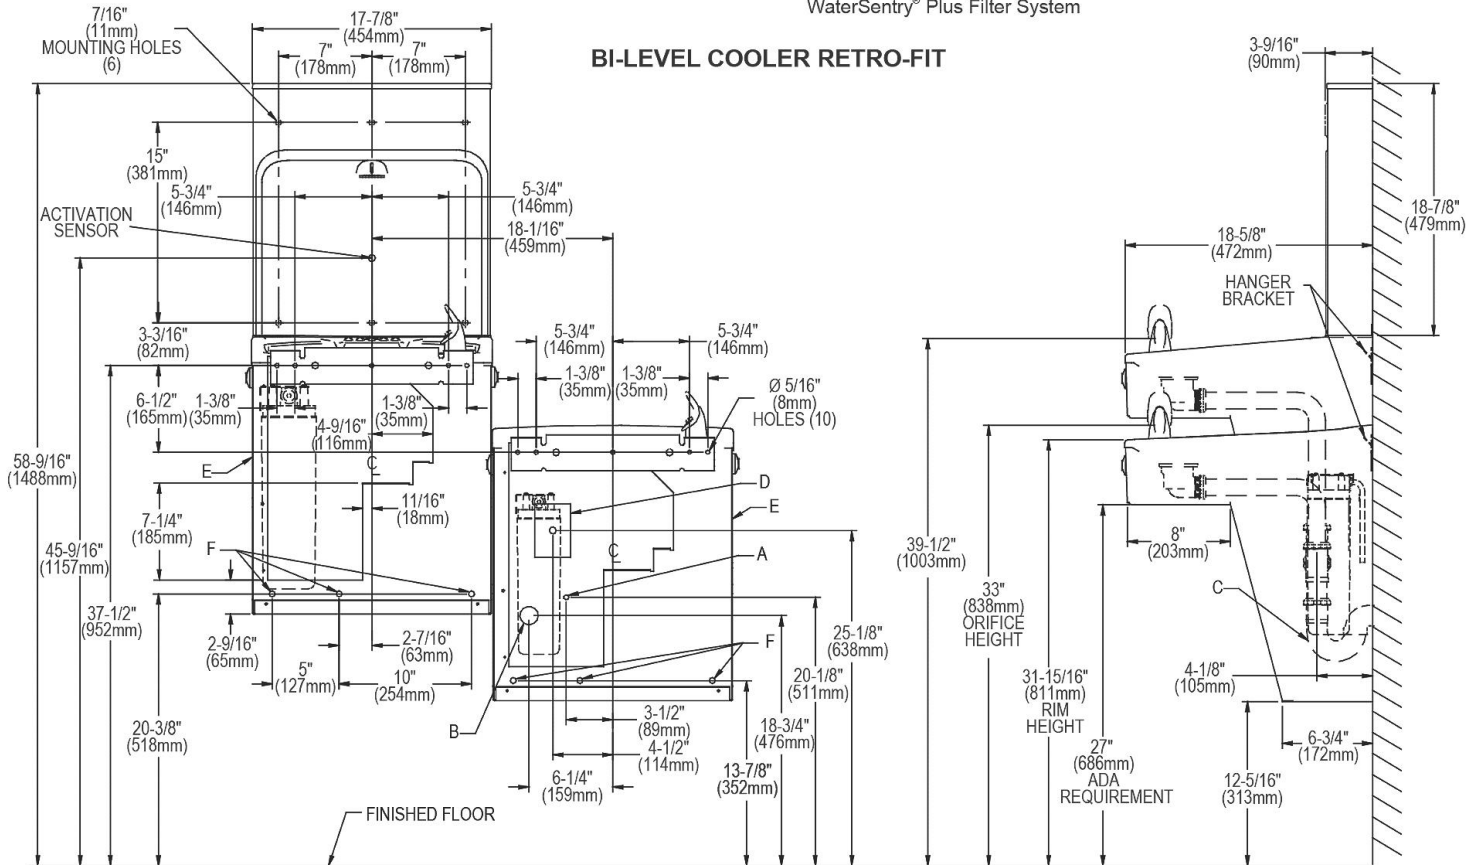 WaterSentry® Plus Filter System
BI-LEVEL COOLER RETRO-FIT
7/16"
(11mm)
MOUNTING HOLES
(6)
17-7/8"
(454mm)
7"
(178mm)
7"
(178mm)
15"
(381mm)
5-3/4"
(146mm)
5-3/4"
(146mm)
ACTIVATION
SENSOR
18-1/16"
(459mm)
3-3/16"
(82mm)
5-3/4"
(146mm)
5-3/4"
(146mm)
6-1/2"
(165mm)
1-3/8"
(35mm)
1-3/8"
(35mm)
4-9/16"
(116mm)
1-3/8"
(35mm)
1-3/8"
(35mm)
Ø 5/16"
(8mm)
HOLES (10)
58-9/16"
(1488mm)
E
C
L
11/16"
(18mm)
7-1/4"
(185mm)
F
D
E
C
L
A
45-9/16"
(1157mm)
37-1/2"
(952mm)
2-9/16"
(65mm)
2-7/16"
(63mm)
5"
(127mm)
10"
(254mm)
20-3/8"
(518mm)
B
F
25-1/8"
(638mm)
20-1/8"
(511mm)
18-3/4"
(476mm)
3-1/2"
(89mm)
4-1/2"
(114mm)
6-1/4"
(159mm)
13-7/8"
(352mm)
FINISHED FLOOR
3-9/16"
(90mm)
18-7/8"
(479mm)
18-5/8"
(472mm)
HANGER
BRACKET
39-1/2"
(1003mm)
8"
(203mm)
33"
(838mm)
ORIFICE
HEIGHT
C
31-15/16"
(811mm)
RIM
HEIGHT
4-1/8"
(105mm)
27"
(686mm)
ADA
REQUIREMENT
6-3/4"
(172mm)
12-5/16"
(313mm)